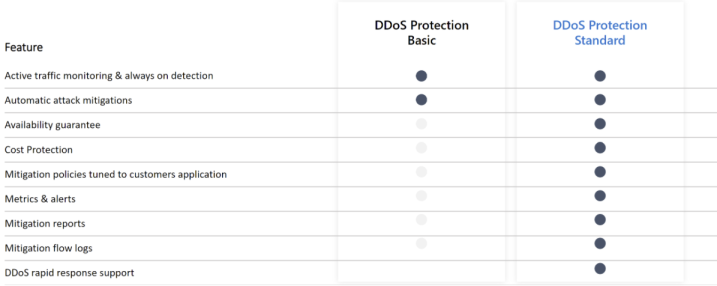 DDoS Protection
Basic
DDoS Protection
Standard
Feature
Active traffic monitoring & always on detection
Automatic attack mitigations
Availability guarantee
Cost Protection
Mitigation policies tuned to customers application
Metrics & alerts
Mitigation reports
Mitigation flow logs
DDoS rapid response support